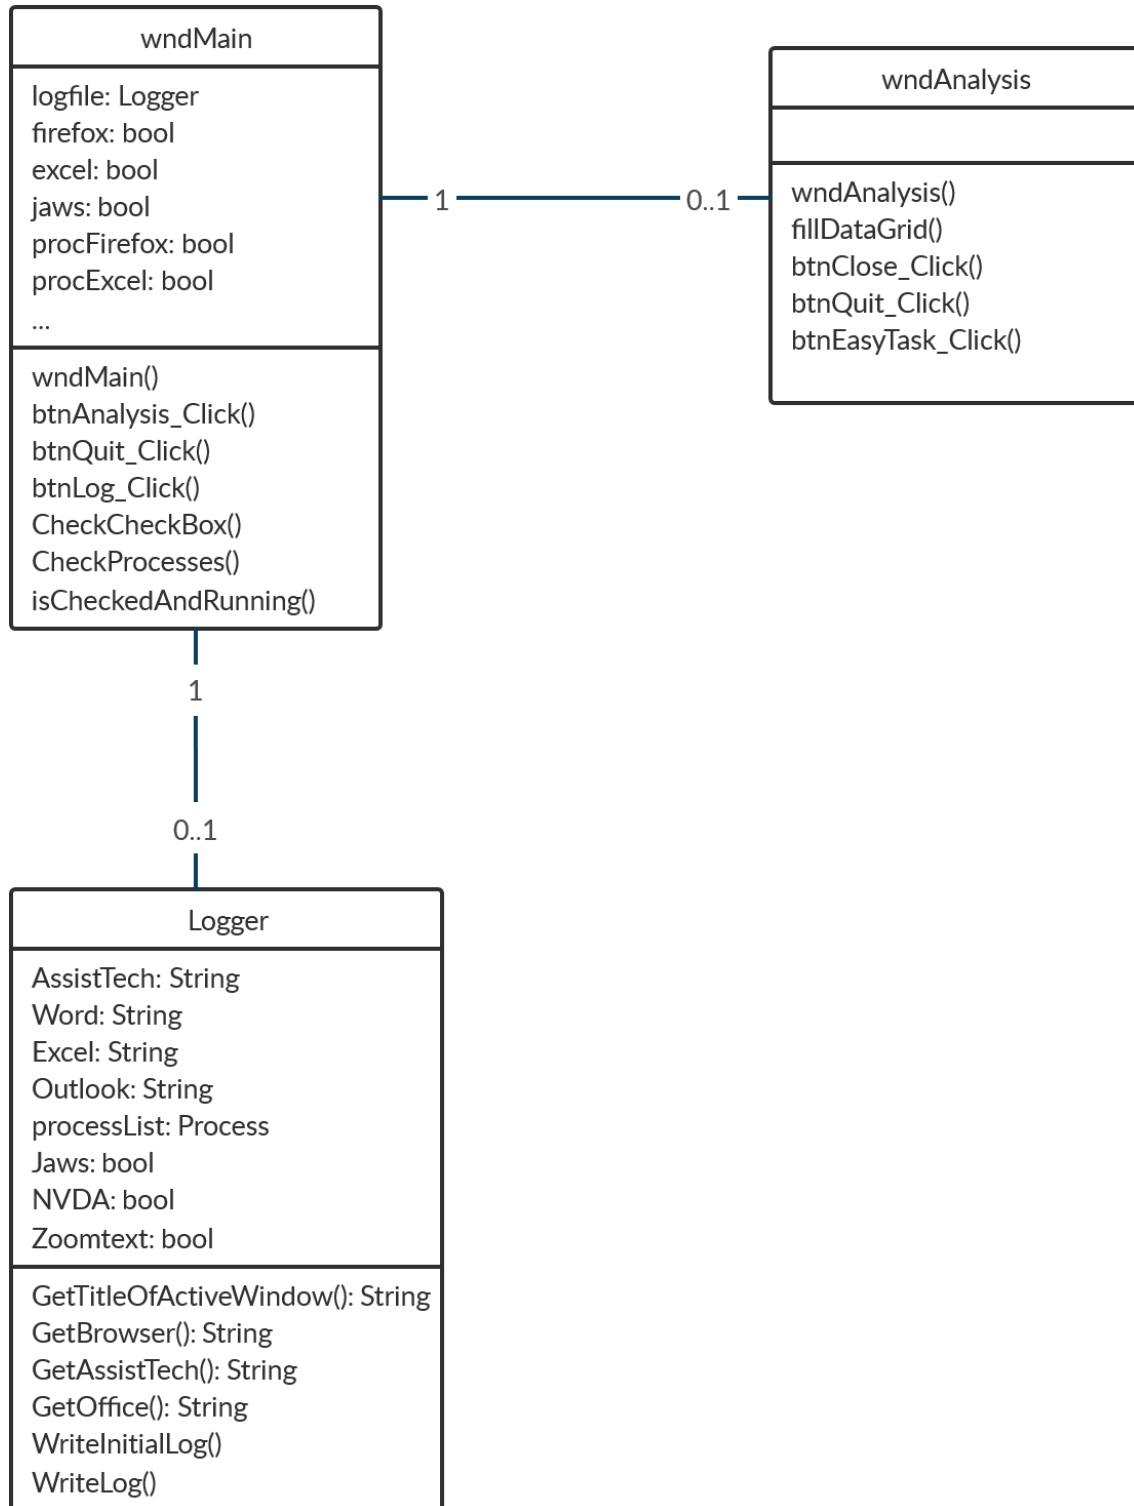 wndMain
logfile: Logger
firefox: bool
excel: bool
jaws: bool
procFirefox: bool
procExcel: bool
...
wndMain()
btnAnalysis_Click()
btnQuit_Click()
btnLog_Click()
CheckCheckBox()
CheckProcesses()
isCheckedAndRunning()
1
0..1
wndAnalysis
wndAnalysis()
fillDataGrid()
btnClose_Click()
btnQuit_Click()
btnEasyTask_Click()
1
0..1
Logger
AssistTech: String
Word: String
Excel: String
Outlook: String
processList: Process
Jaws: bool
NVDA: bool
Zoomtext: bool
GetTitleOfActiveWindow(): String
GetBrowser(): String
GetAssistTech(): String
GetOffice(): String
WriteInitialLog()
WriteLog()